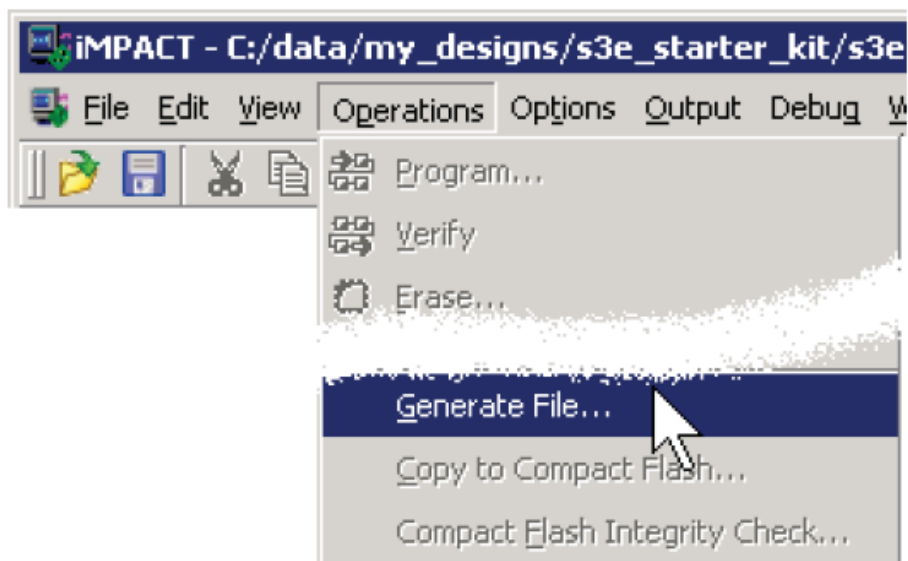 iMPACT - C:/data/my_designs/s3e_starter_kit/s3e
File Edit View Operations Options Output Debug W
Program...
Verify
Erase...
Generate File...
Copy to Compact Flash...
Compact Flash Integrity Check...